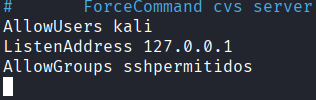 #       ForceCommand cvs server
AllowUsers kali
ListenAddress 127.0.0.1
AllowGroups sshpermitidos